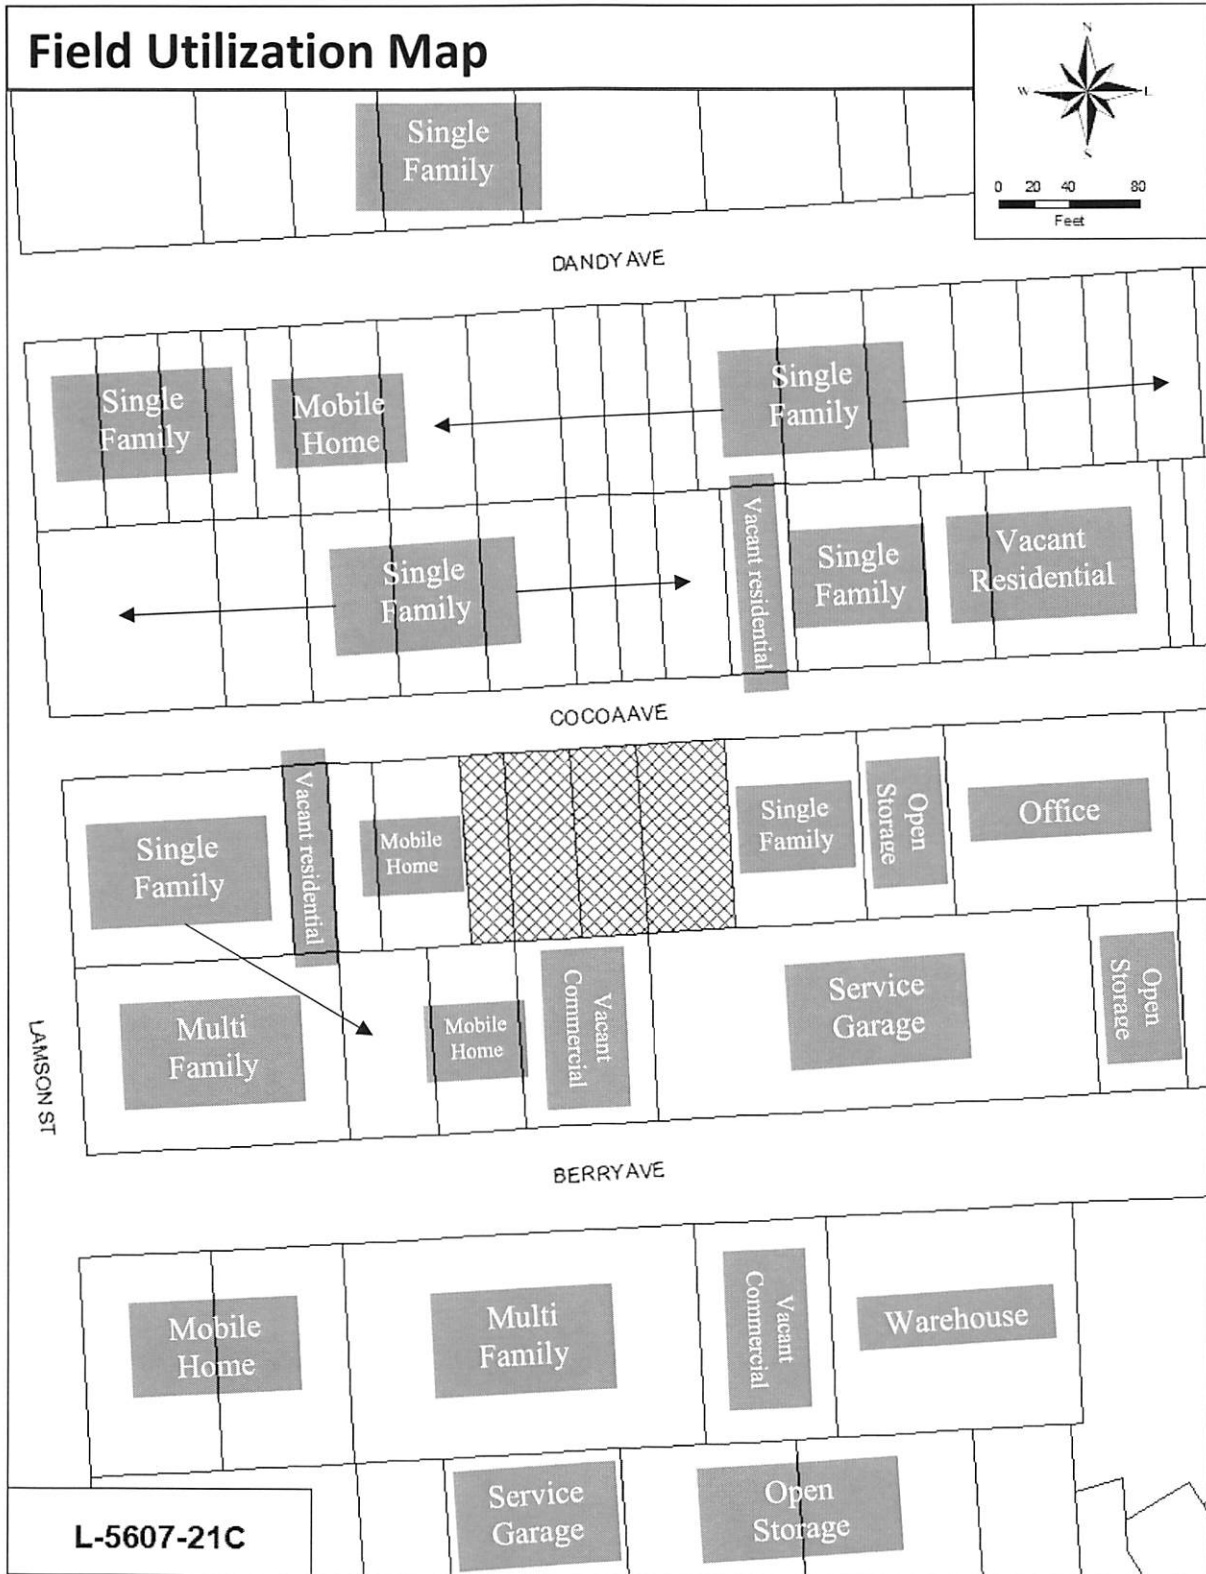 Field Utilization Map
N
W
E
S
0 20 40 80
Feet
Single
Family
DANDY AVE
Single
Family
Mobile
Home
Single
Family
Single
Family
Vacant residential
Single
Family
Vacant
Residential
COCOA AVE
Single
Family
Vacant residential
Mobile
Home
Single
Family
Open
Storage
Office
Multi
Family
Mobile
Home
Vacant
Commercial
Service
Garage
Open
Storage
LAMSON ST
BERRY AVE
Mobile
Home
Multi
Family
Vacant
Commercial
Warehouse
Service
Garage
Open
Storage
L-5607-21C